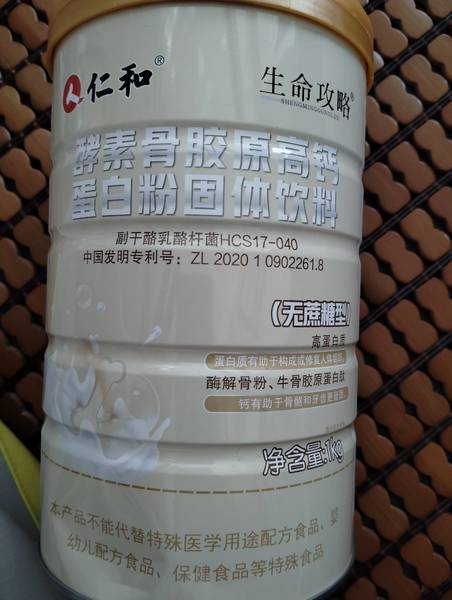 仁和®
生命攻略®
SHENGMINGGONGLUE
酵素骨胶原高钙
蛋白粉固体饮料
副干酪乳酪杆菌HCS17-040
中国发明专利号：ZL 2020 1 0902261.8
（无蔗糖型）
高蛋白质
蛋白质有助于构成或修复人体组织
酶解骨粉、牛骨胶原蛋白肽
钙有助于骨骼和牙齿更坚固
净含量:1kg
本产品不能代替特殊医学用途配方食品、婴
幼儿配方食品、保健食品等特殊食品